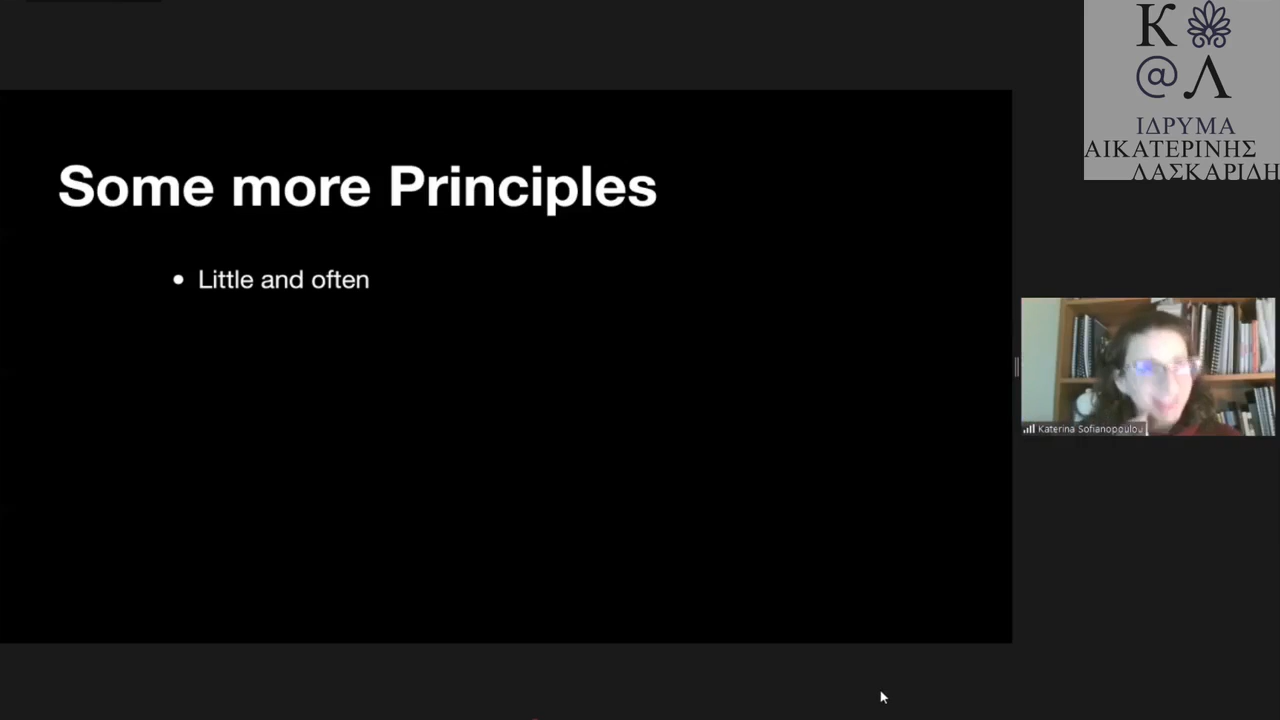 Κ
@ Λ
ΙΔΡΥΜΑ
ΑΙΚΑΤΕΡΙΝΗΣ
ΛΑΣΚΑΡΙΔΗ
Some more Principles
• Little and often
Katerina Sofianopoulou